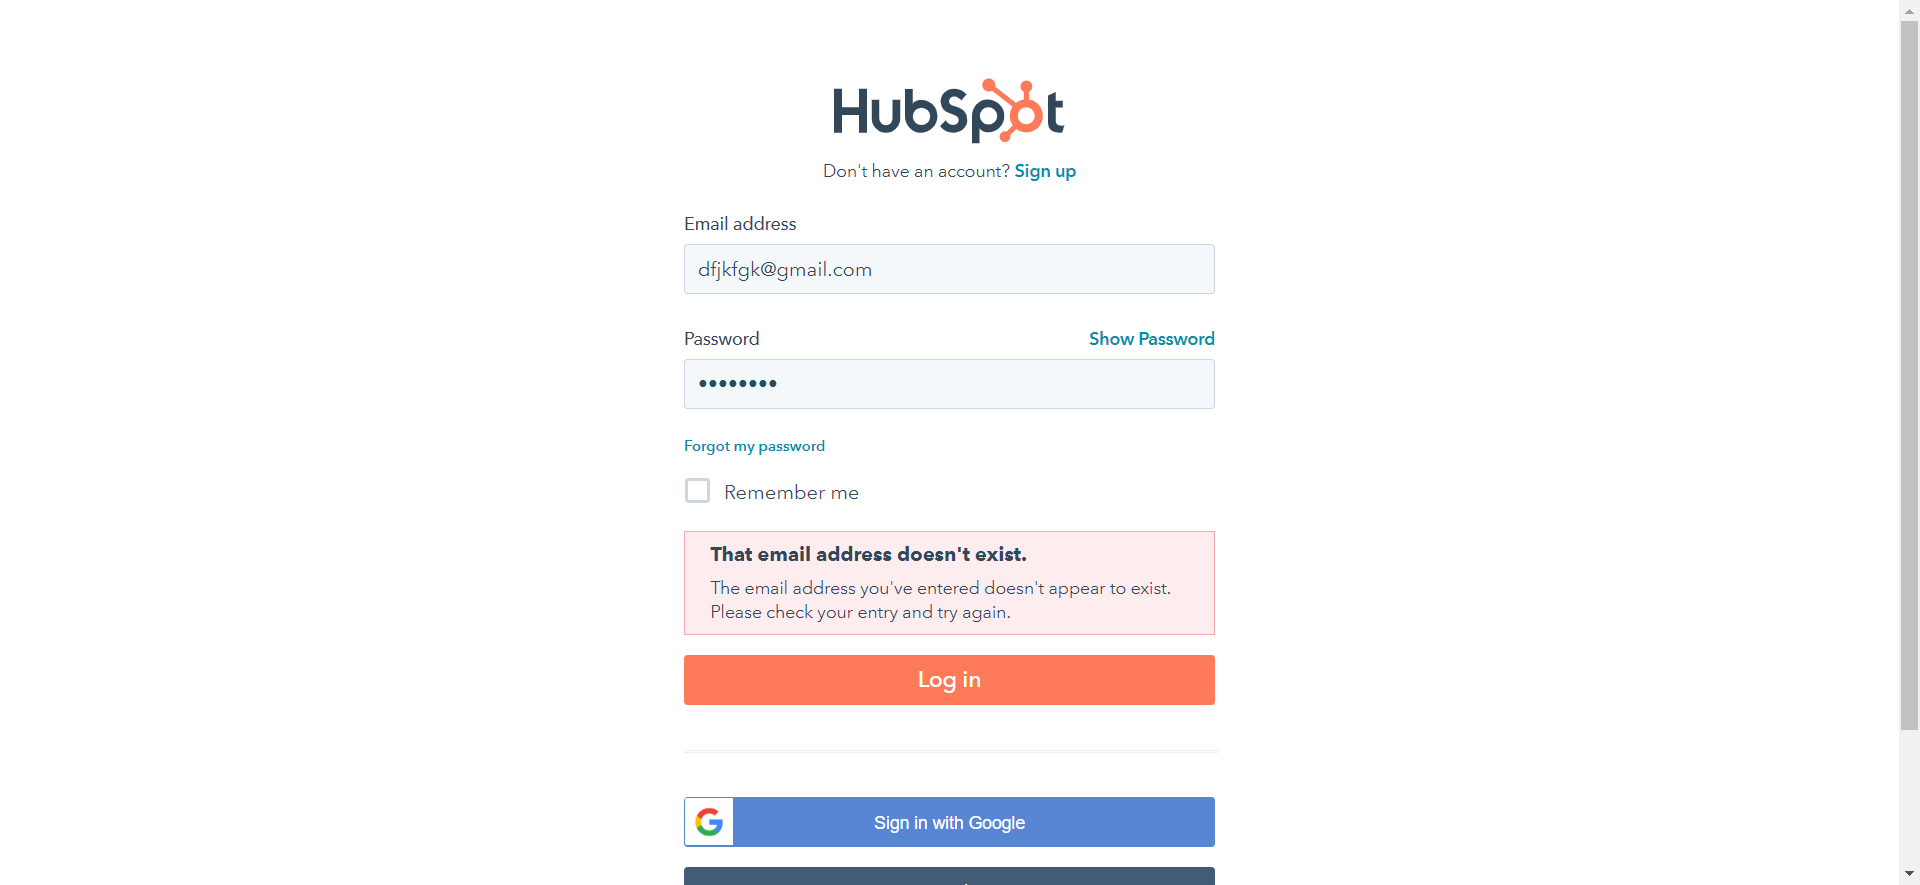 HubSpot
Don't have an account? Sign up
Email address
dfjkfgk@gmail.com
Password Show Password
••••••••
Forgot my password
Remember me
That email address doesn't exist.
The email address you've entered doesn't appear to exist.
Please check your entry and try again.
Log in
Sign in with Google